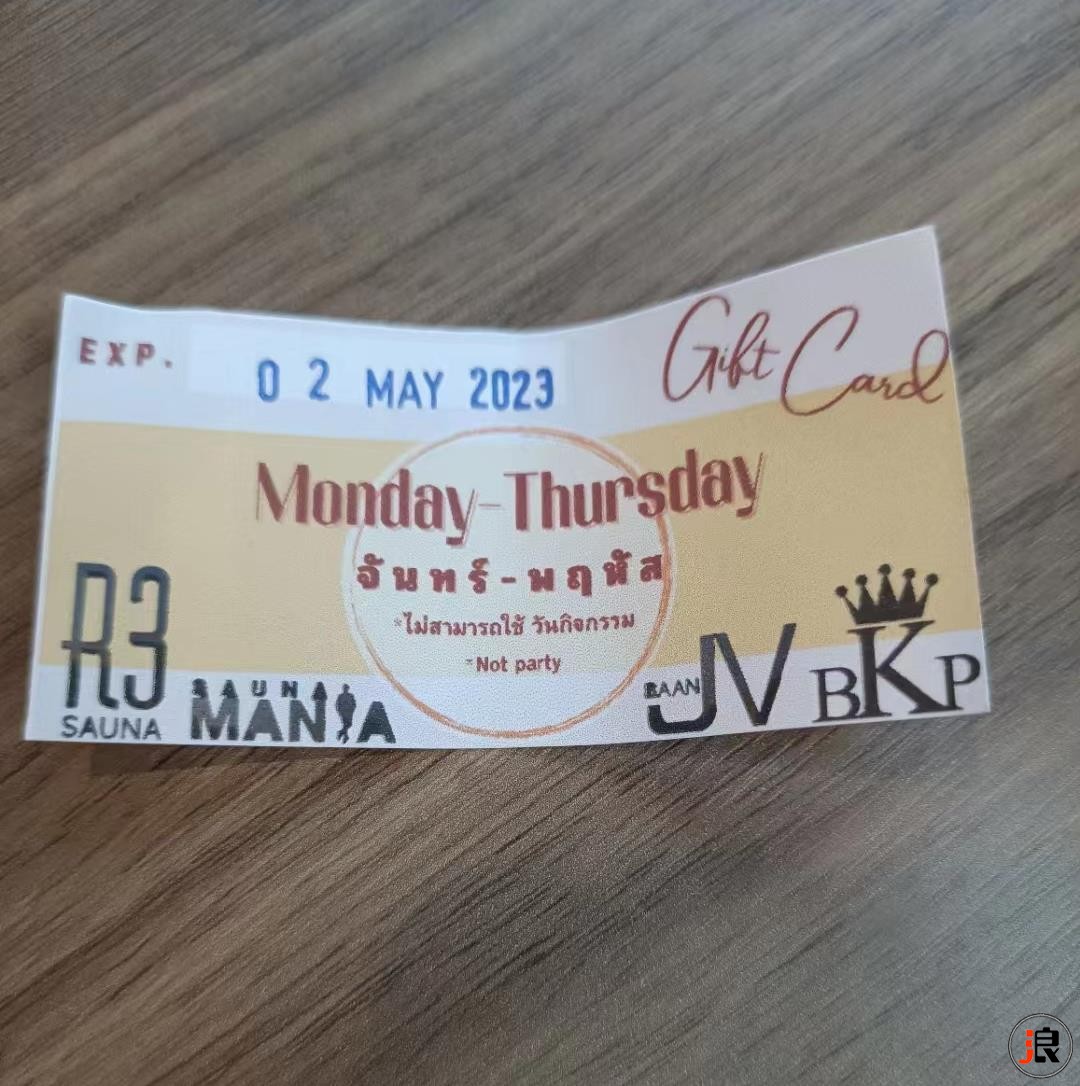 EXP. 02 MAY 2023
Gift Card
Monday-Thursday
จันทร์-พฤหัส
*ไม่สามารถใช้ วันกิจกรรม
*Not party
R3
SAUNA
SAUNA
MANIA
BAAN JV
BKP
浪